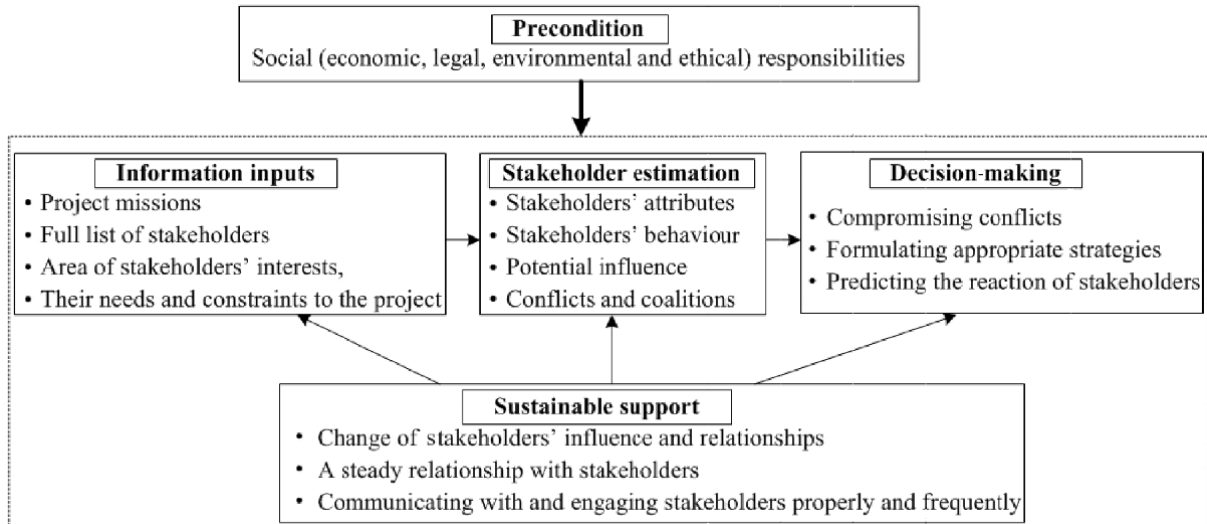 Precondition
Social (economic, legal, environmental and ethical) responsibilities
Information inputs
• Project missions
• Full list of stakeholders
• Area of stakeholders’ interests,
• Their needs and constraints to the project
Stakeholder estimation
• Stakeholders’ attributes
• Stakeholders’ behaviour
• Potential influence
• Conflicts and coalitions
Decision-making
• Compromising conflicts
• Formulating appropriate strategies
• Predicting the reaction of stakeholders
Sustainable support
• Change of stakeholders’ influence and relationships
• A steady relationship with stakeholders
• Communicating with and engaging stakeholders properly and frequently